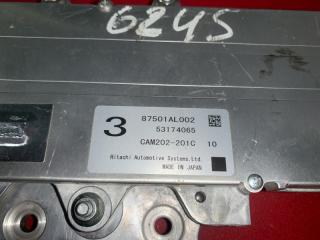 6245
3
87501AL002
53174065
CAM202-201C 10
Hitachi Automotive Systems,Ltd.
MADE IN JAPAN